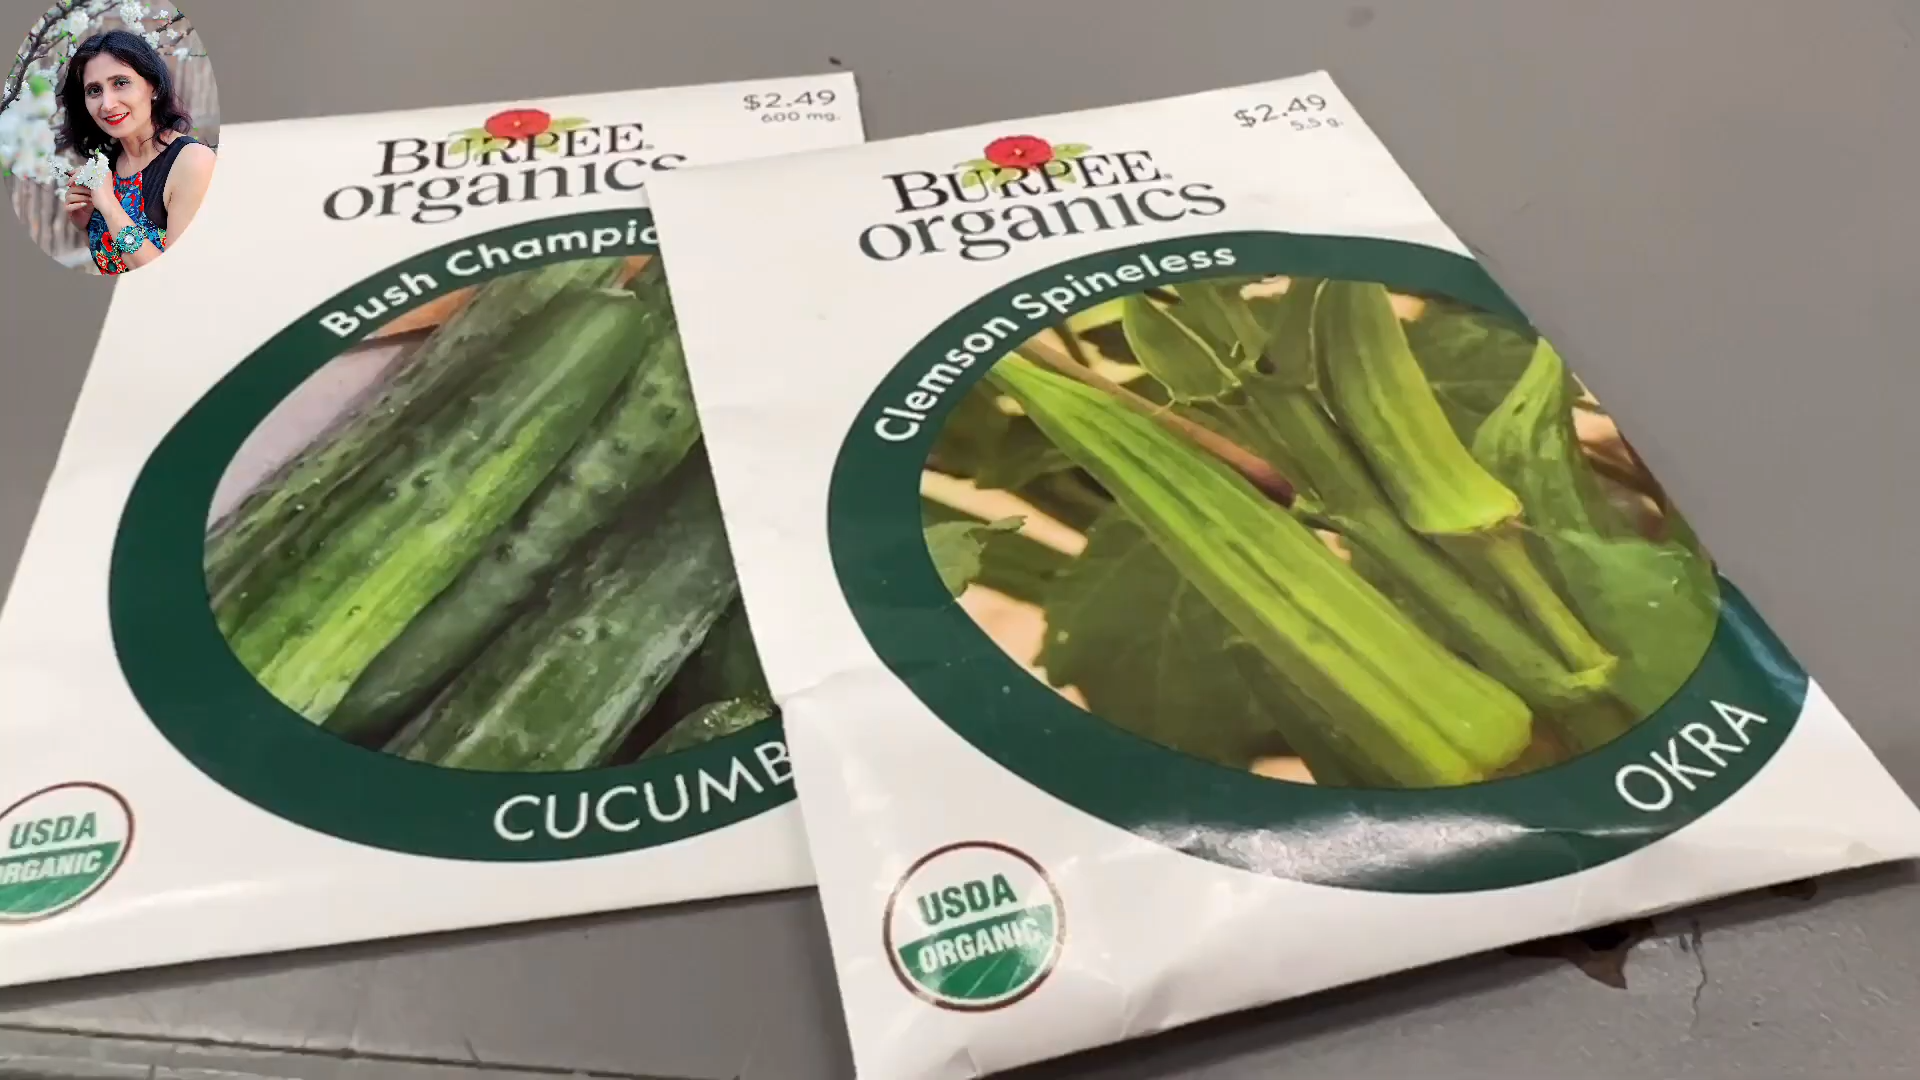 $2.49
600 mg.
BURPEE
organics
Bush Champio
CUCUMB
USDA
ORGANIC
$2.49
5.5 g.
BURPEE
organics
Clemson Spineless
OKRA
USDA
ORGANIC